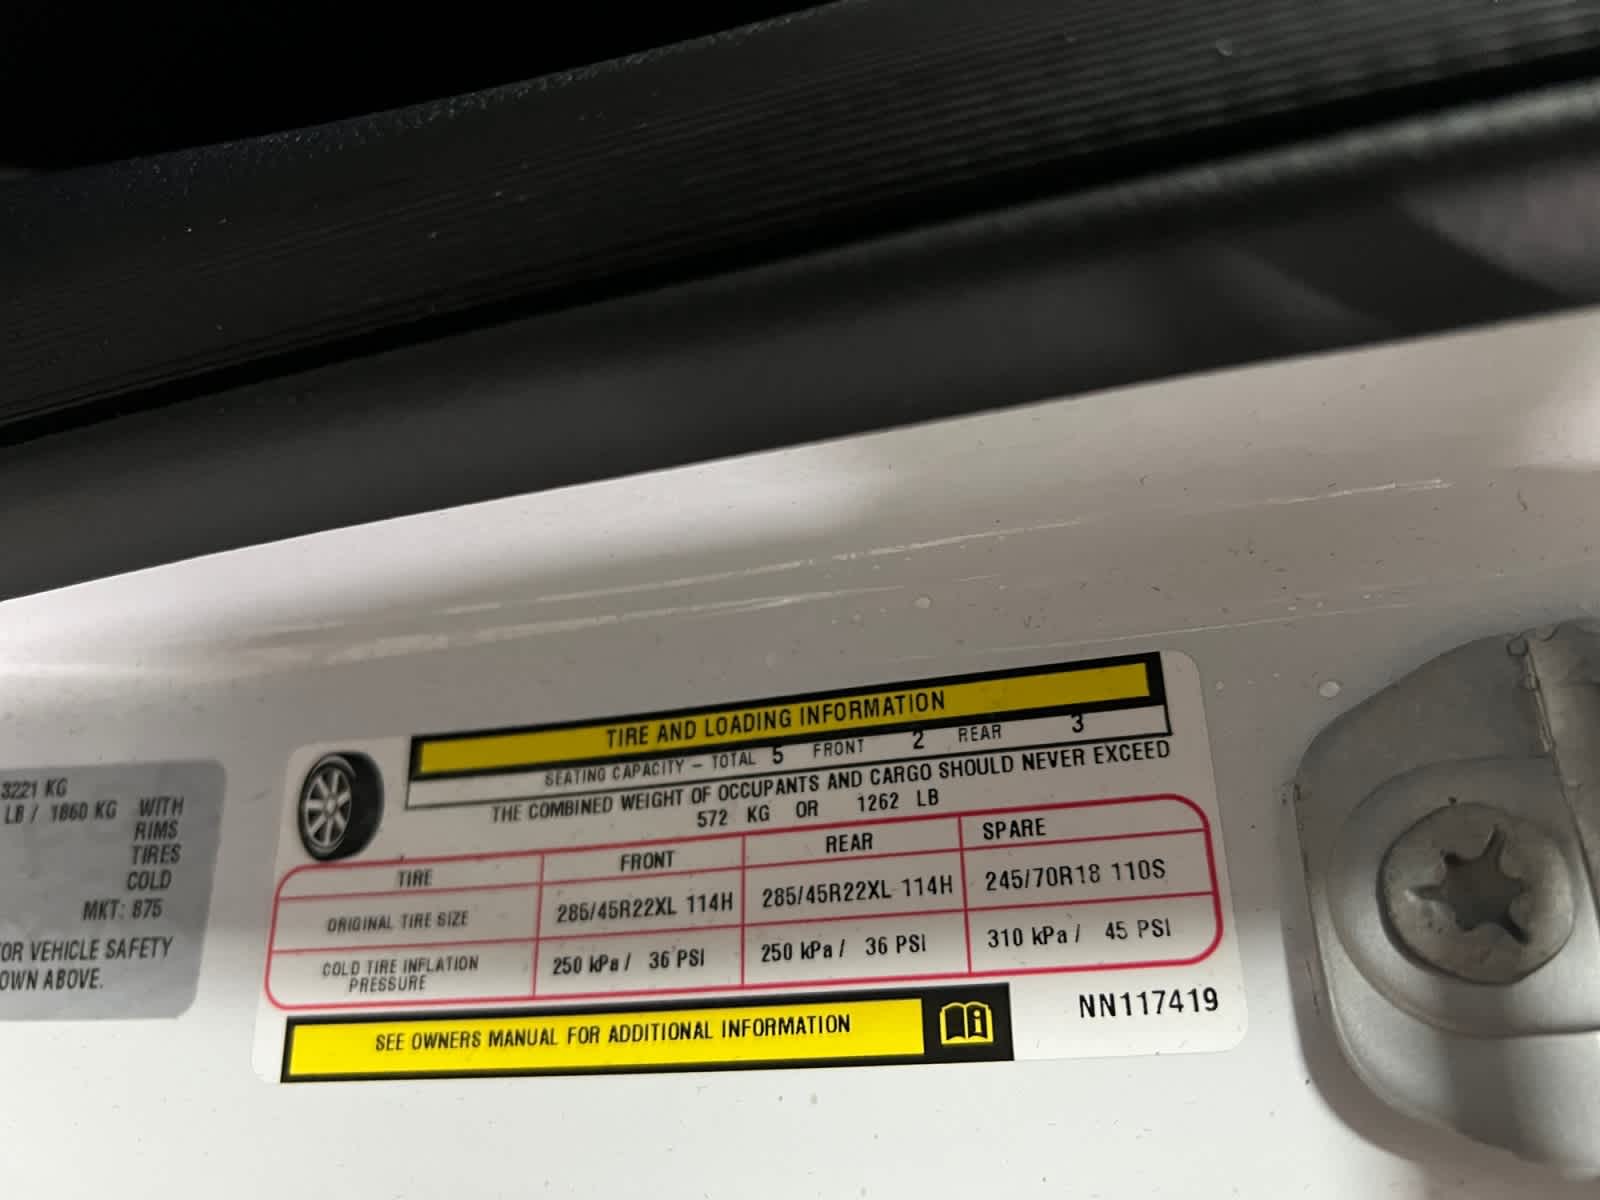 3221 KG
LB / 1860 KG WITH
RIMS
TIRES
COLD
MKT: 875
OR VEHICLE SAFETY
OWN ABOVE.
TIRE AND LOADING INFORMATION
SEATING CAPACITY – TOTAL 5 FRONT 2 REAR 3
THE COMBINED WEIGHT OF OCCUPANTS AND CARGO SHOULD NEVER EXCEED
572 KG OR 1262 LB
TIRE FRONT REAR SPARE
ORIGINAL TIRE SIZE 285/45R22XL 114H 285/45R22XL 114H 245/70R18 110S
COLD TIRE INFLATION
PRESSURE 250 kPa / 36 PSI 250 kPa / 36 PSI 310 kPa / 45 PSI
SEE OWNERS MANUAL FOR ADDITIONAL INFORMATION
NN117419